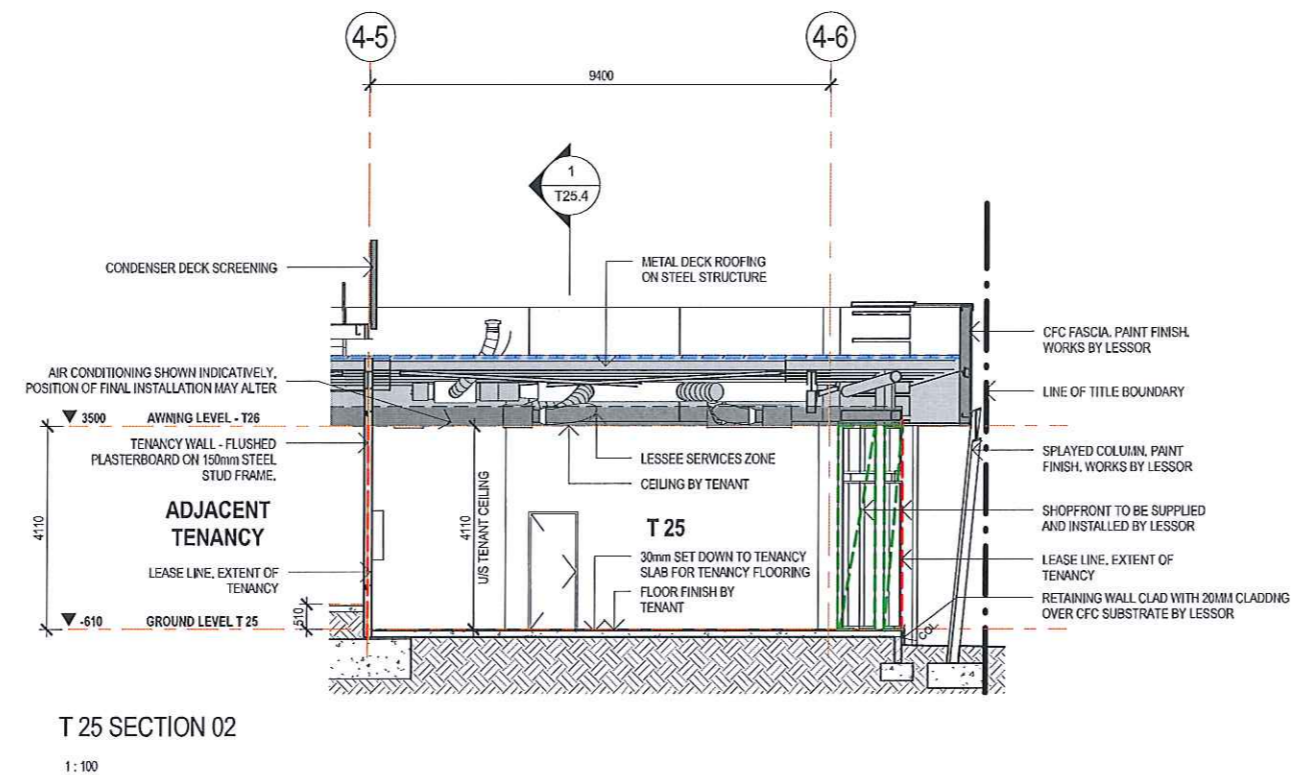 4-5
4-6
9400
1
T25.4
CONDENSER DECK SCREENING
METAL DECK ROOFING
ON STEEL STRUCTURE
CFC FASCIA. PAINT FINISH.
WORKS BY LESSOR
AIR CONDITIONING SHOWN INDICATIVELY,
POSITION OF FINAL INSTALLATION MAY ALTER
LINE OF TITLE BOUNDARY
3500 AWNING LEVEL - T26
TENANCY WALL - FLUSHED
PLASTERBOARD ON 150mm STEEL
STUD FRAME.
LESSEE SERVICES ZONE
CEILING BY TENANT
SPLAYED COLUMN, PAINT
FINISH. WORKS BY LESSOR
ADJACENT
TENANCY
4110
4110
U/S TENANT CEILING
T 25
SHOPFRONT TO BE SUPPLIED
AND INSTALLED BY LESSOR
30mm SET DOWN TO TENANCY
SLAB FOR TENANCY FLOORING
LEASE LINE, EXTENT OF
TENANCY
LEASE LINE, EXTENT OF
TENANCY
FLOOR FINISH BY
TENANT
RETAINING WALL CLAD WITH 20MM CLADDNG
OVER CFC SUBSTRATE BY LESSOR
-610 GROUND LEVEL T 25
510
COL
T 25 SECTION 02
1 : 100